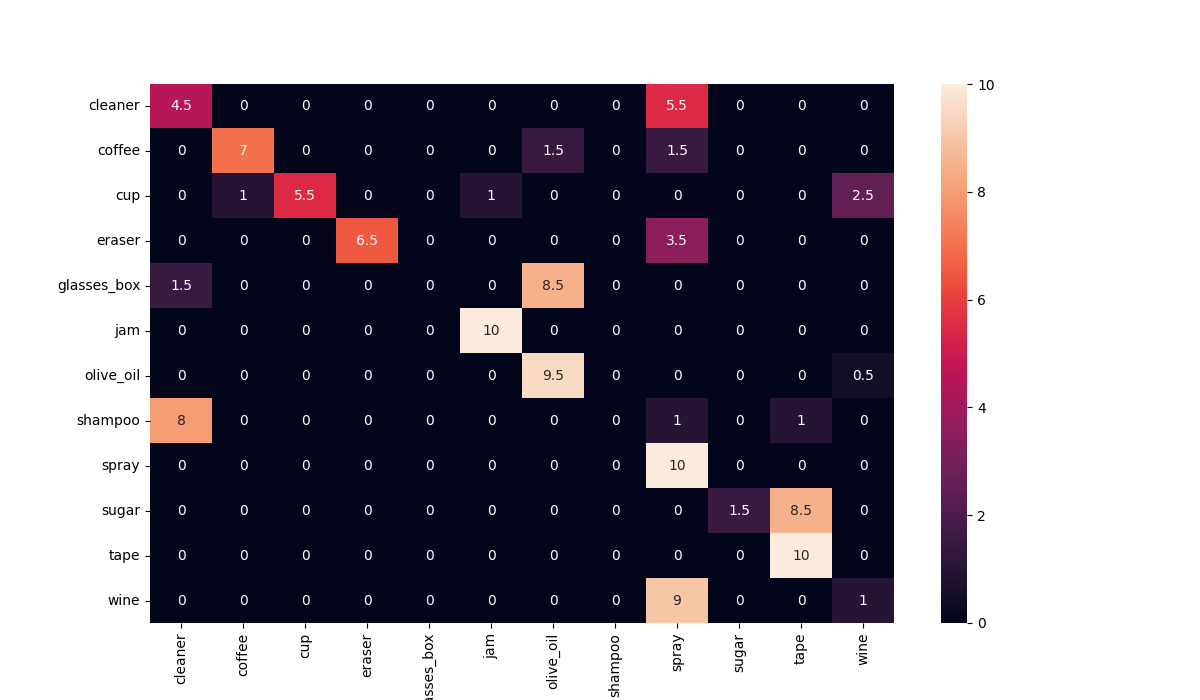 cleaner 4.5 0 0 0 0 0 0 0 5.5 0 0 0
coffee 0 7 0 0 0 0 1.5 0 1.5 0 0 0
cup 0 1 5.5 0 0 1 0 0 0 0 0 2.5
eraser 0 0 0 6.5 0 0 0 0 3.5 0 0 0
glasses_box 1.5 0 0 0 0 0 8.5 0 0 0 0 0
jam 0 0 0 0 0 10 0 0 0 0 0 0
olive_oil 0 0 0 0 0 0 9.5 0 0 0 0 0.5
shampoo 8 0 0 0 0 0 0 0 1 0 1 0
spray 0 0 0 0 0 0 0 0 10 0 0 0
sugar 0 0 0 0 0 0 0 0 0 1.5 8.5 0
tape 0 0 0 0 0 0 0 0 0 0 10 0
wine 0 0 0 0 0 0 0 0 9 0 0 1
cleaner coffee cup eraser asses_box jam olive_oil shampoo spray sugar tape wine
10
8
6
4
2
0